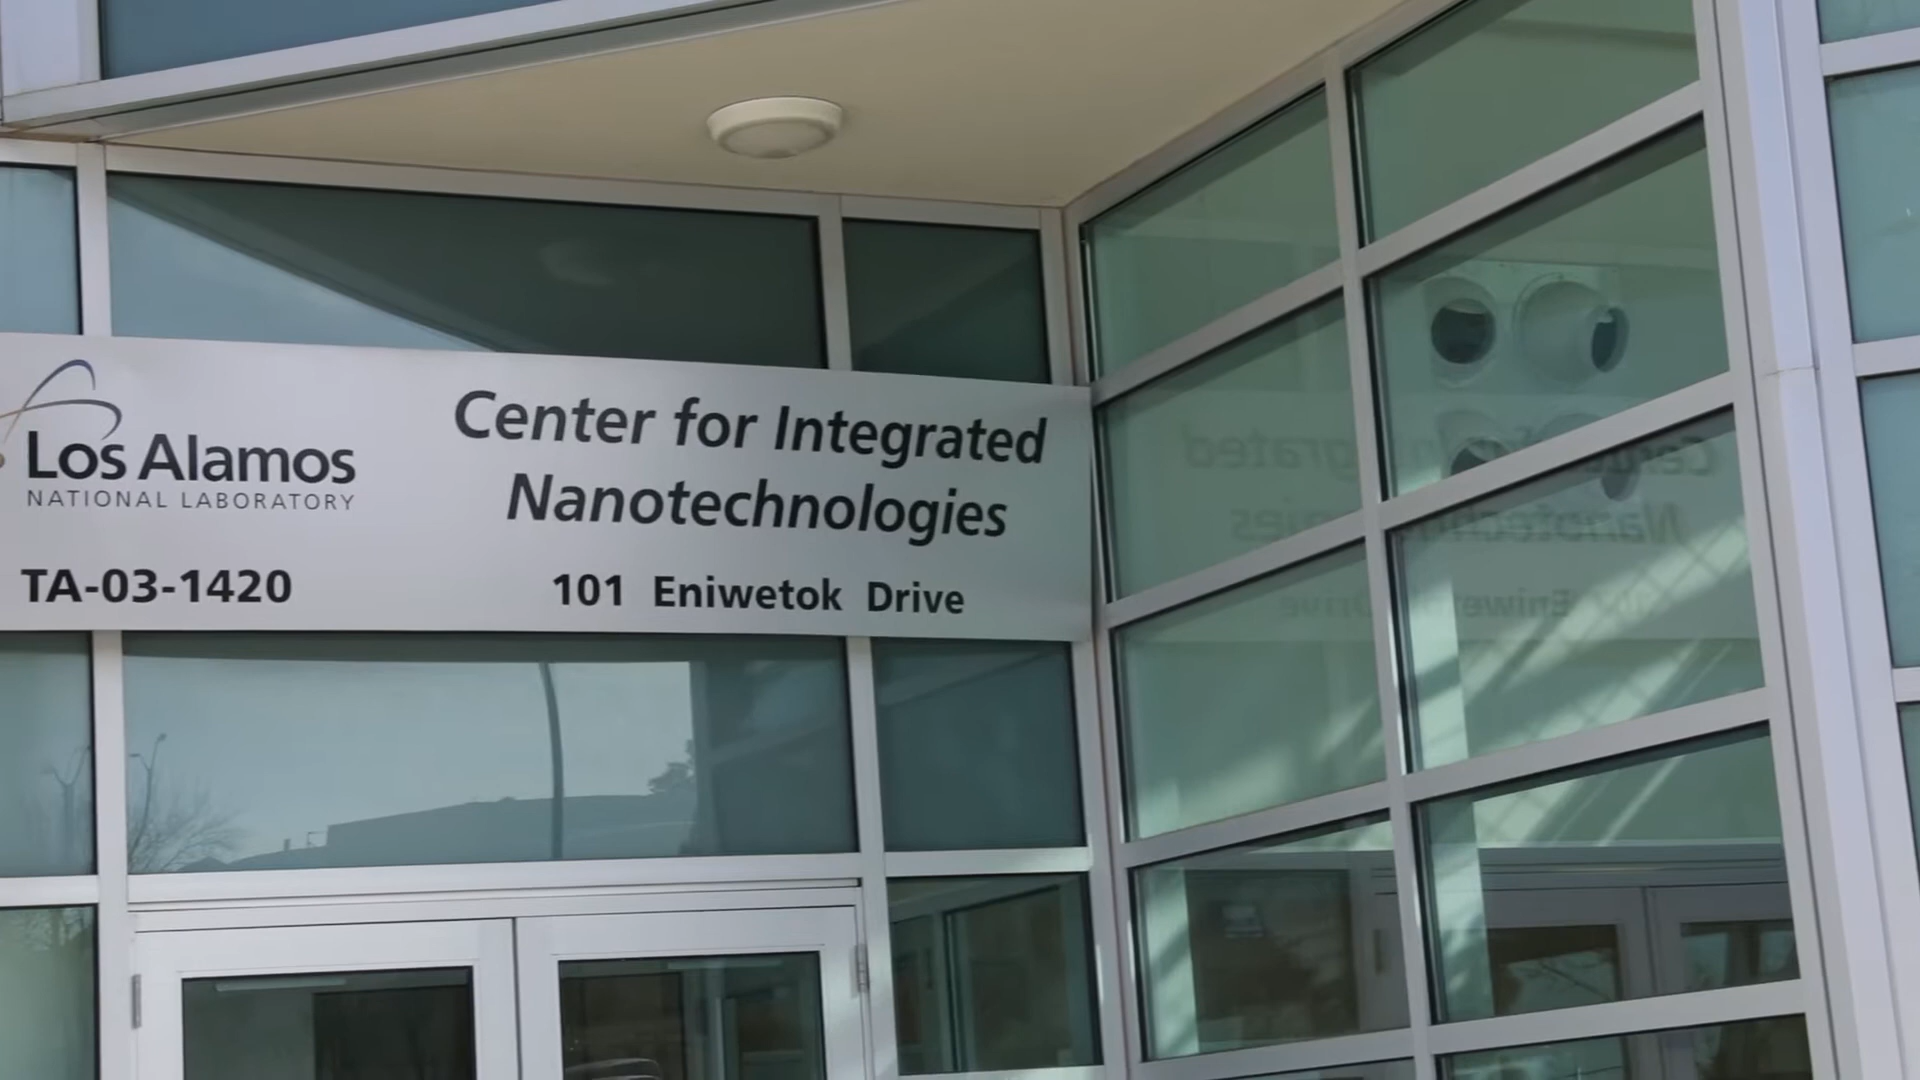 Los Alamos
NATIONAL LABORATORY
TA-03-1420
Center for Integrated
Nanotechnologies
101 Eniwetok Drive